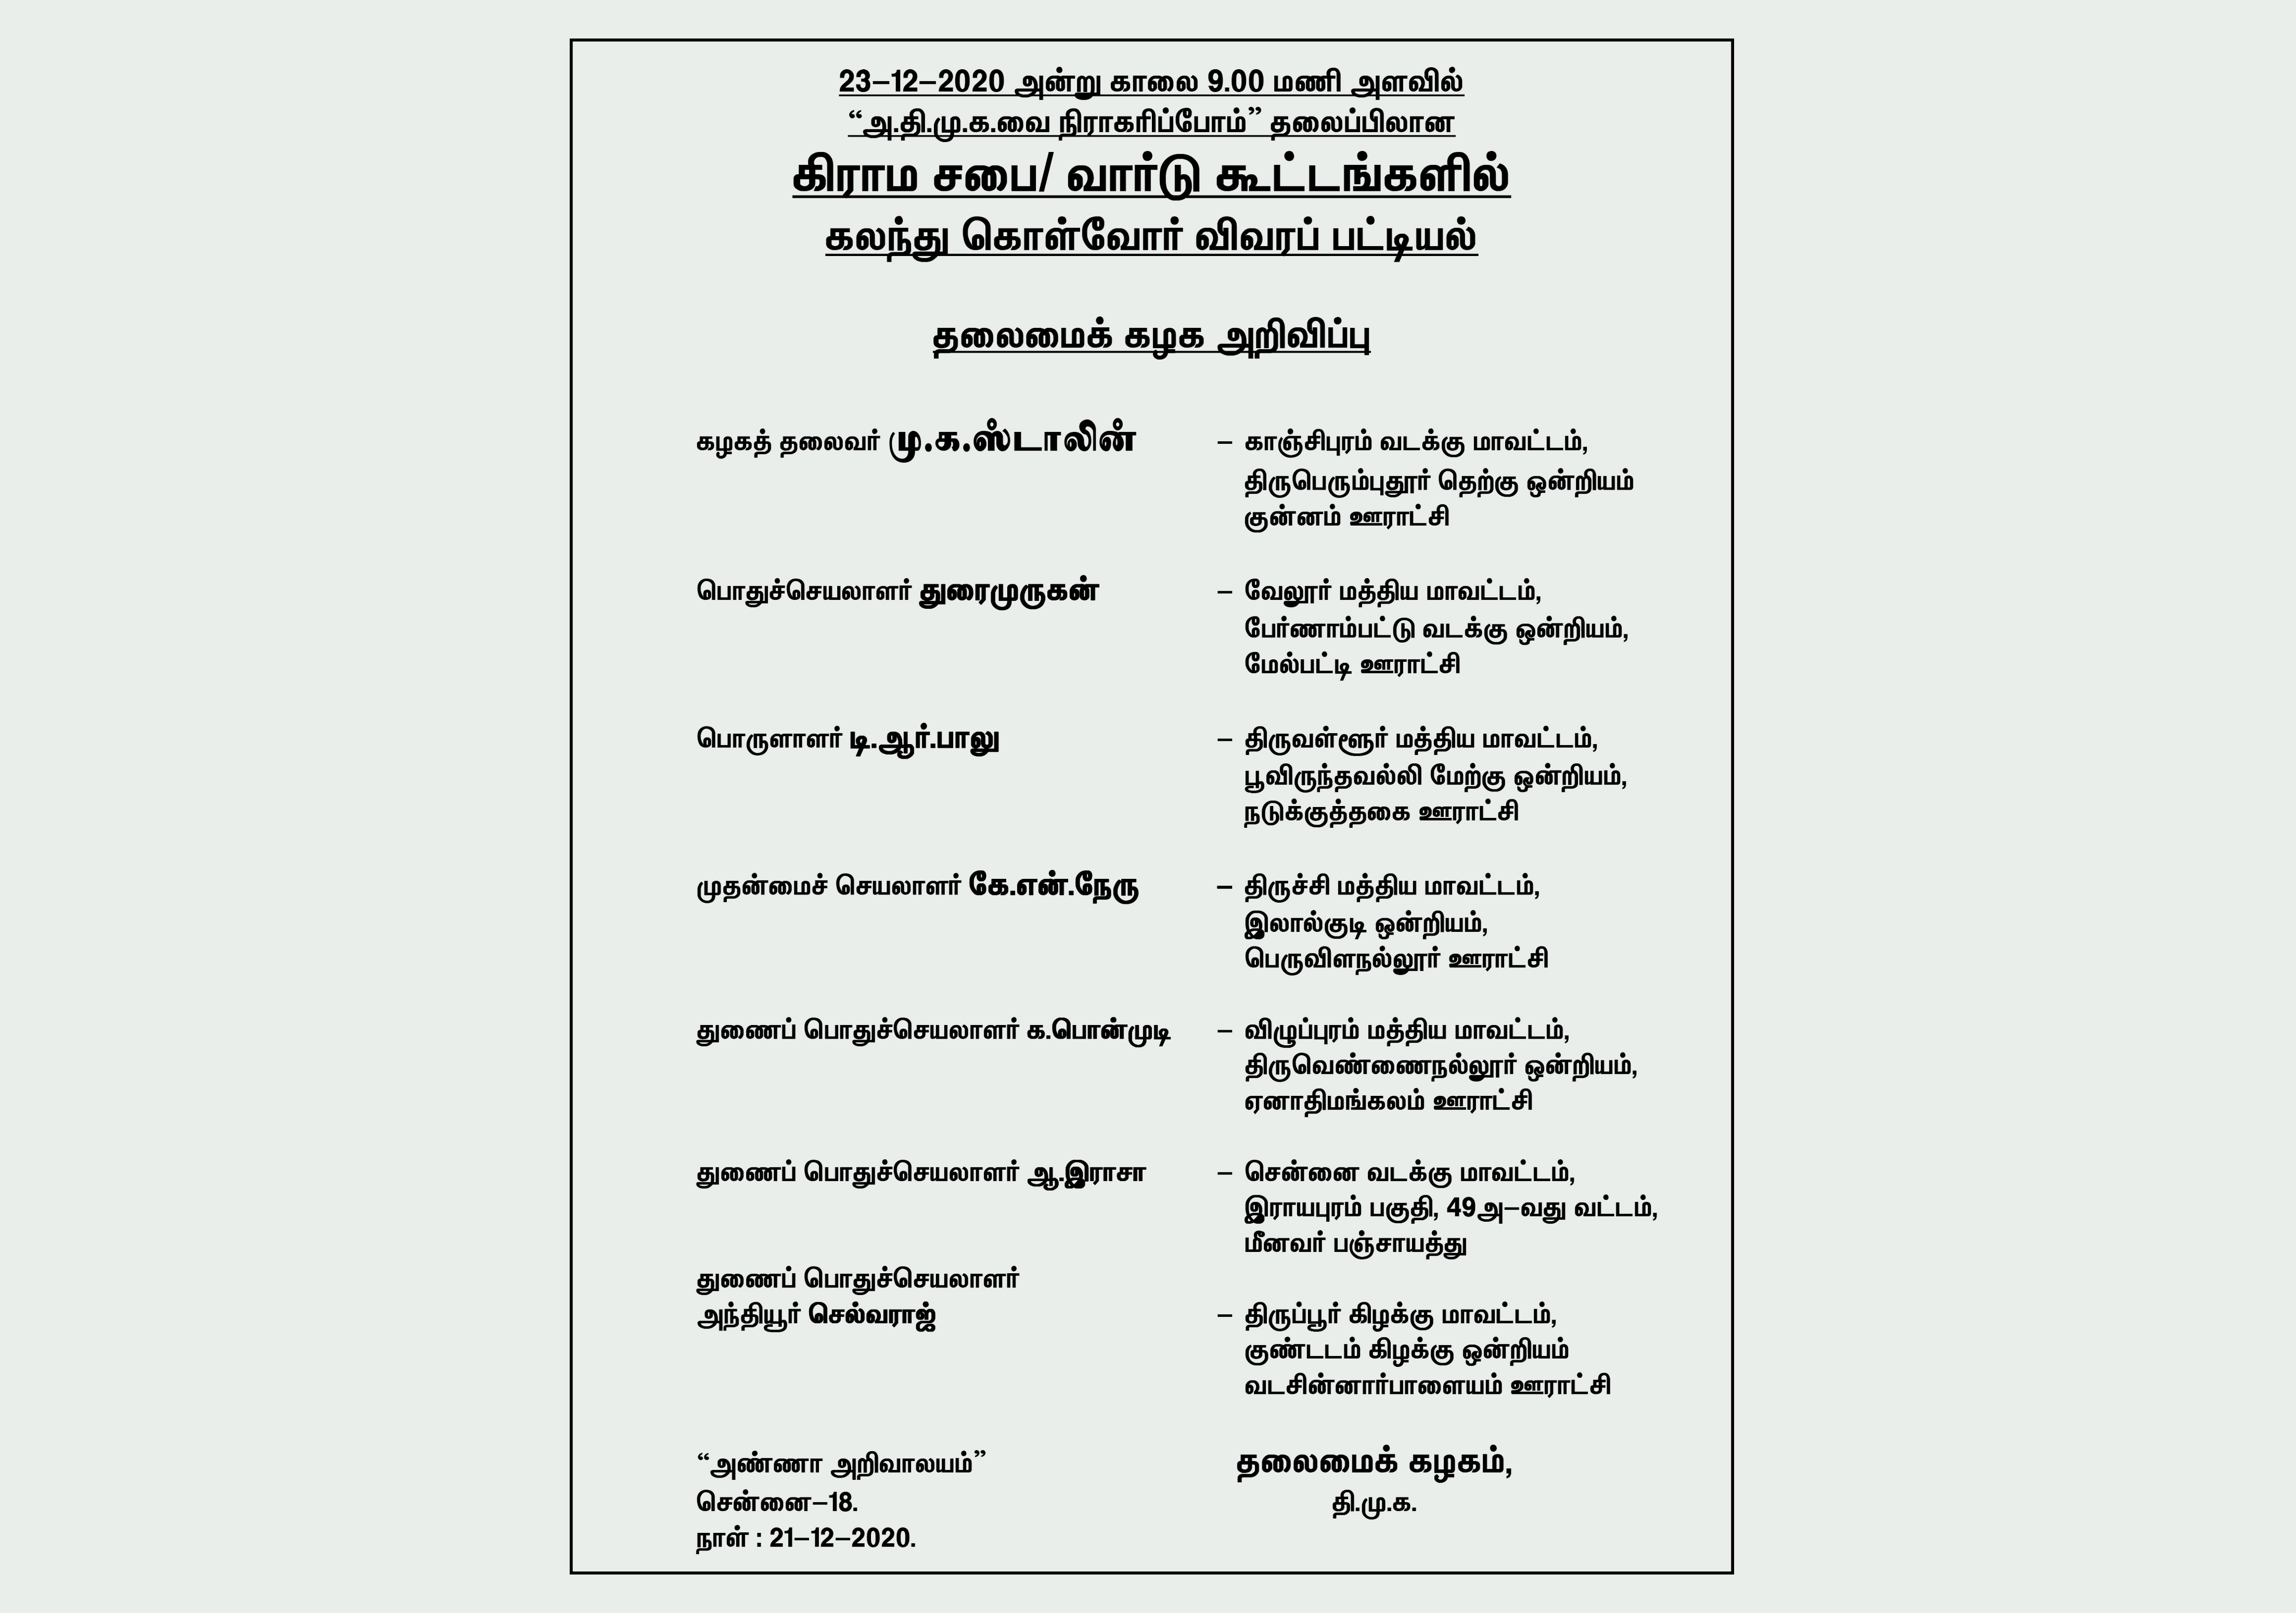 23–12–2020 அன்று காலை 9.00 மணி அளவில்
“அ.தி.மு.க.வை நிராகரிப்போம்” தலைப்பிலான
கிராம சபை/ வார்டு கூட்டங்களில்
கலந்து கொள்வோர் விவரப் பட்டியல்
தலைமைக் கழக அறிவிப்பு
கழகத் தலைவர் மு.க.ஸ்டாலின் – காஞ்சிபுரம் வடக்கு மாவட்டம்,
திருபெரும்புதூர் தெற்கு ஒன்றியம்
குன்னம் ஊராட்சி
பொதுச்செயலாளர் துரைமுருகன் – வேலூர் மத்திய மாவட்டம்,
பேர்ணாம்பட்டு வடக்கு ஒன்றியம்,
மேல்பட்டி ஊராட்சி
பொருளாளர் டி.ஆர்.பாலு – திருவள்ளூர் மத்திய மாவட்டம்,
பூவிருந்தவல்லி மேற்கு ஒன்றியம்,
நடுக்குத்தகை ஊராட்சி
முதன்மைச் செயலாளர் கே.என்.நேரு – திருச்சி மத்திய மாவட்டம்,
இலால்குடி ஒன்றியம்,
பெருவிளநல்லூர் ஊராட்சி
துணைப் பொதுச்செயலாளர் க.பொன்முடி – விழுப்புரம் மத்திய மாவட்டம்,
திருவெண்ணைநல்லூர் ஒன்றியம்,
ஏனாதிமங்கலம் ஊராட்சி
துணைப் பொதுச்செயலாளர் ஆ.இராசா – சென்னை வடக்கு மாவட்டம்,
இராயபுரம் பகுதி, 49அ–வது வட்டம்,
மீனவர் பஞ்சாயத்து
துணைப் பொதுச்செயலாளர்
அந்தியூர் செல்வராஜ் – திருப்பூர் கிழக்கு மாவட்டம்,
குண்டடம் கிழக்கு ஒன்றியம்
வடசின்னார்பாளையம் ஊராட்சி
“அண்ணா அறிவாலயம்” தலைமைக் கழகம்,
சென்னை–18. தி.மு.க.
நாள் : 21–12–2020.